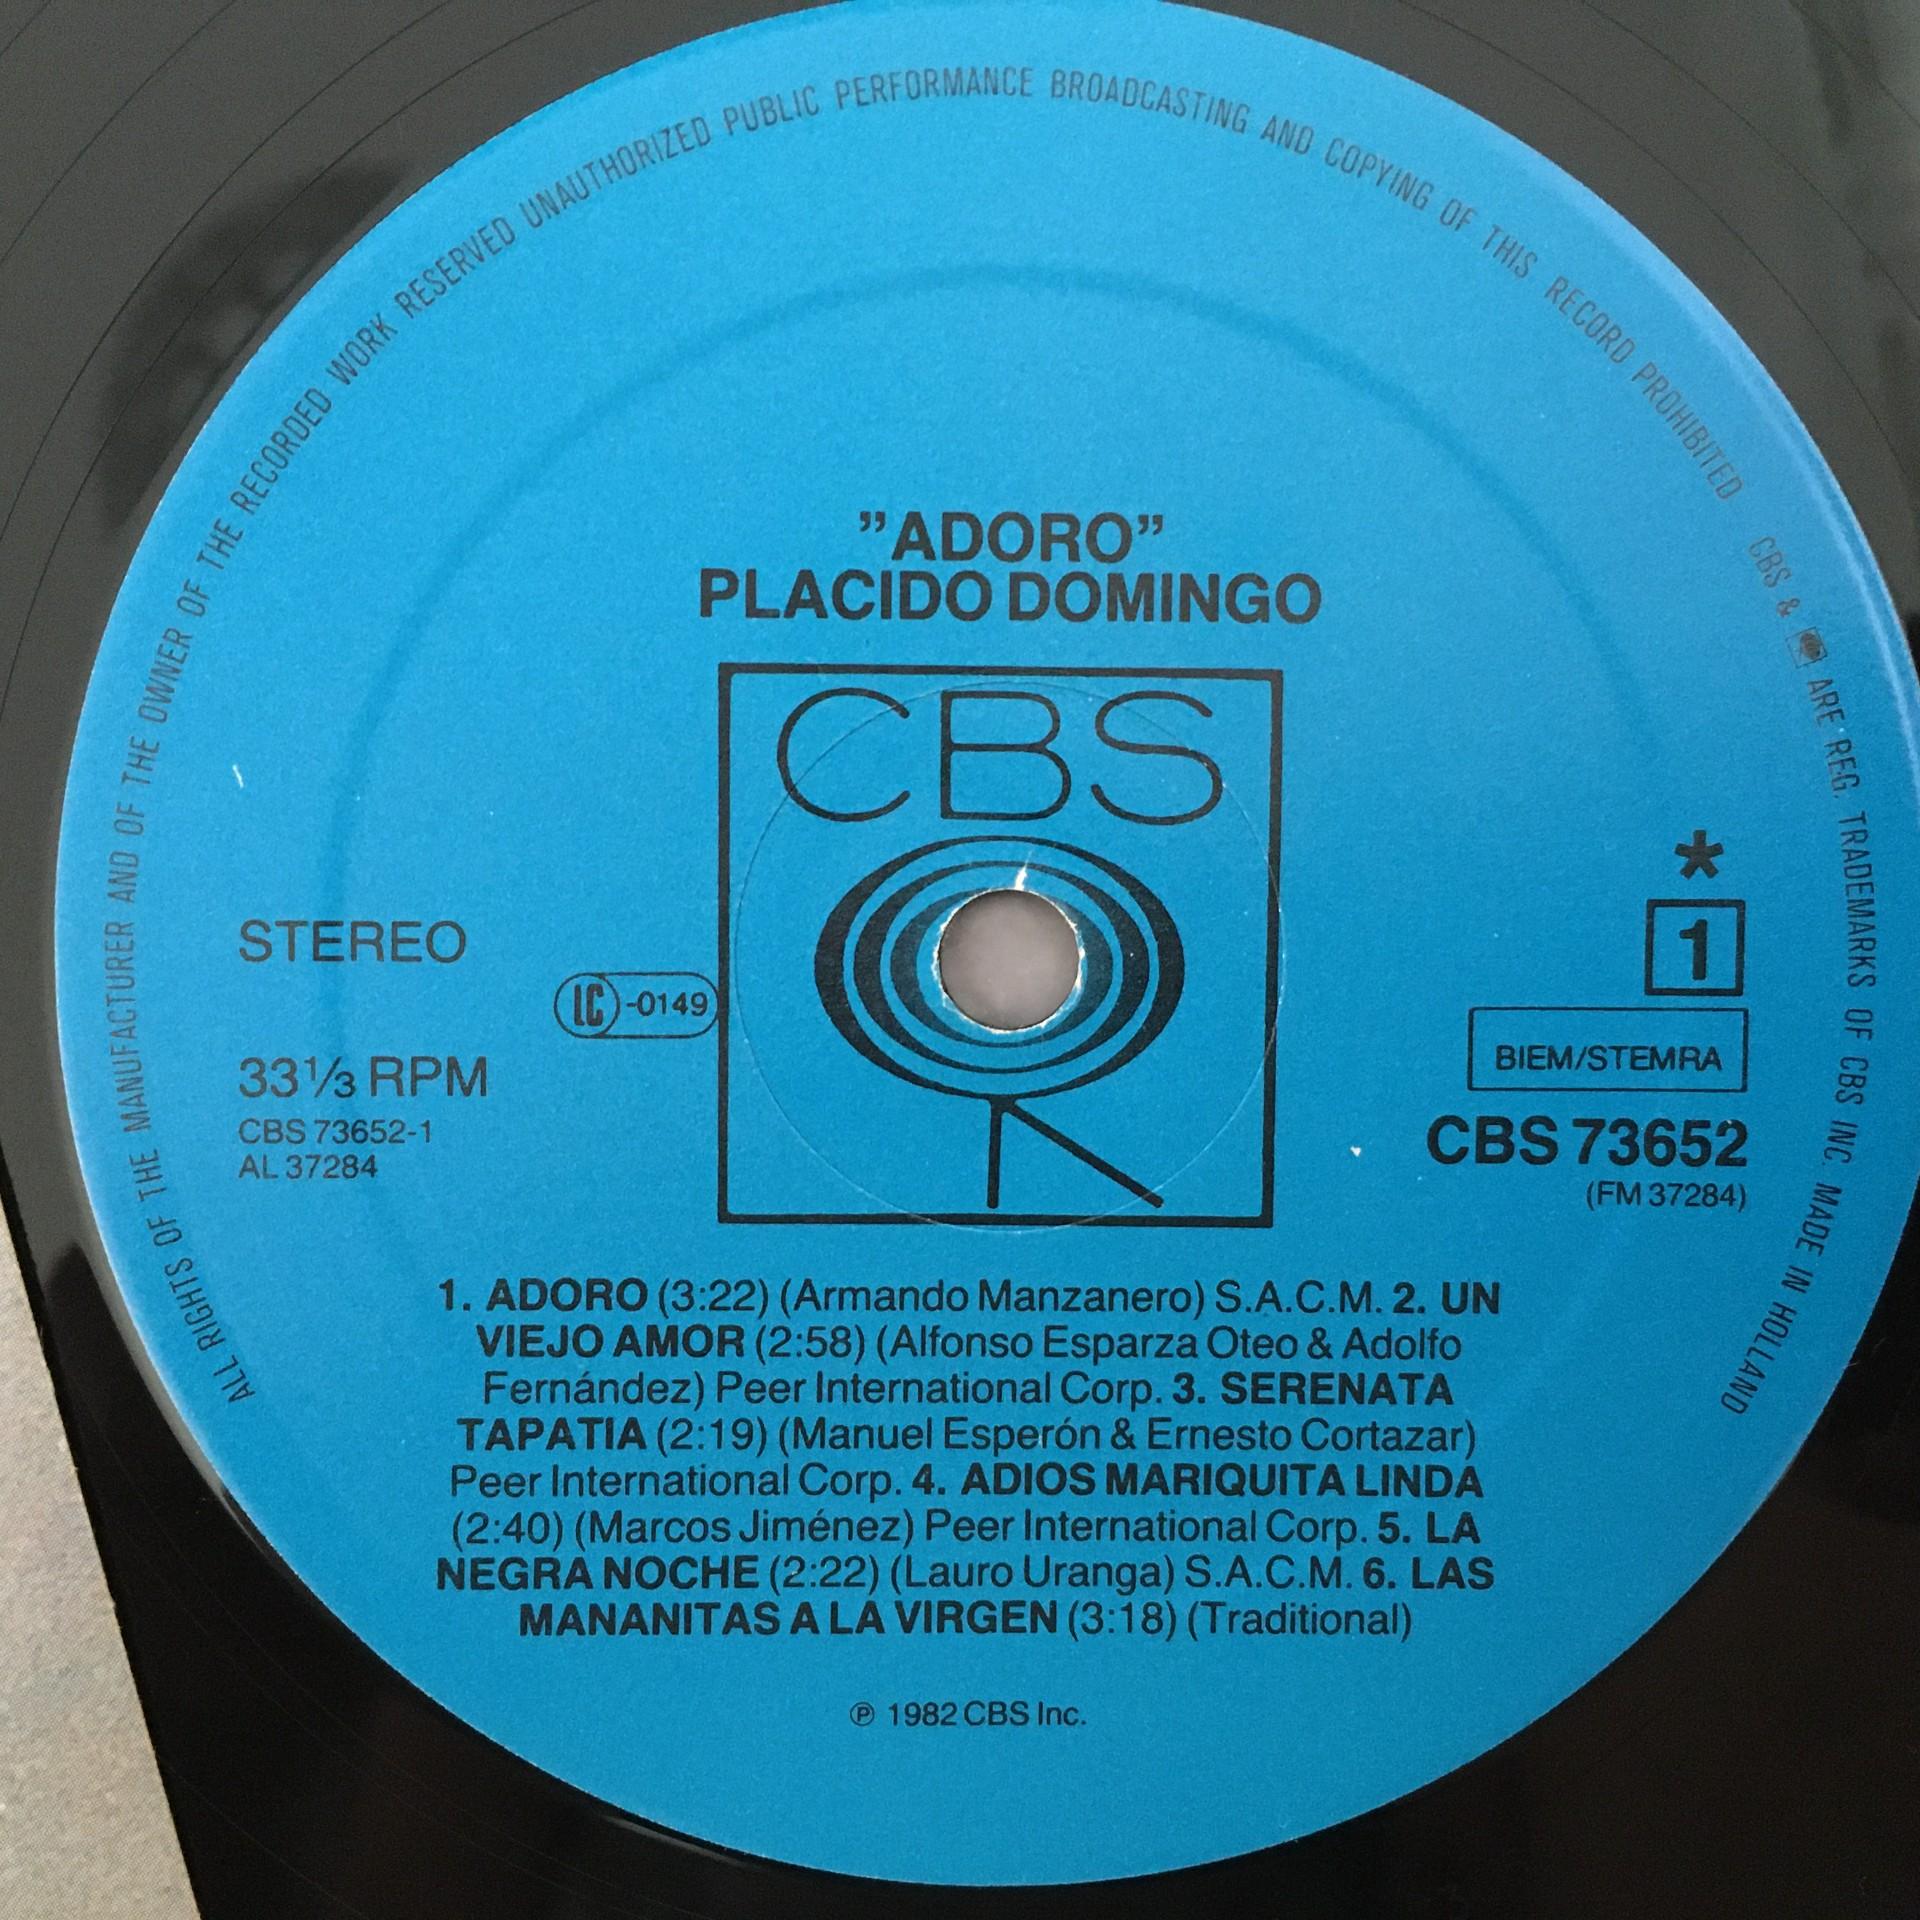 ALL RIGHTS OF THE MANUFACTURER AND OF THE OWNER OF THE RECORDED WORK RESERVED UNAUTHORIZED PUBLIC PERFORMANCE BROADCASTING AND COPYING OF THIS RECORD PROHIBITED CBS & ARE REG. TRADEMARKS OF CBS INC. MADE IN HOLLAND
”ADORO”
PLACIDO DOMINGO
CBS
STEREO
LC-0149
33⅓ RPM
CBS 73652-1
AL 37284
*
1
BIEM/STEMRA
CBS 73652
(FM 37284)
1. ADORO (3:22) (Armando Manzanero) S.A.C.M. 2. UN
VIEJO AMOR (2:58) (Alfonso Esparza Oteo & Adolfo
Fernández) Peer International Corp. 3. SERENATA
TAPATIA (2:19) (Manuel Esperón & Ernesto Cortazar)
Peer International Corp. 4. ADIOS MARIQUITA LINDA
(2:40) (Marcos Jiménez) Peer International Corp. 5. LA
NEGRA NOCHE (2:22) (Lauro Uranga) S.A.C.M. 6. LAS
MANANITAS A LA VIRGEN (3:18) (Traditional)
℗ 1982 CBS Inc.